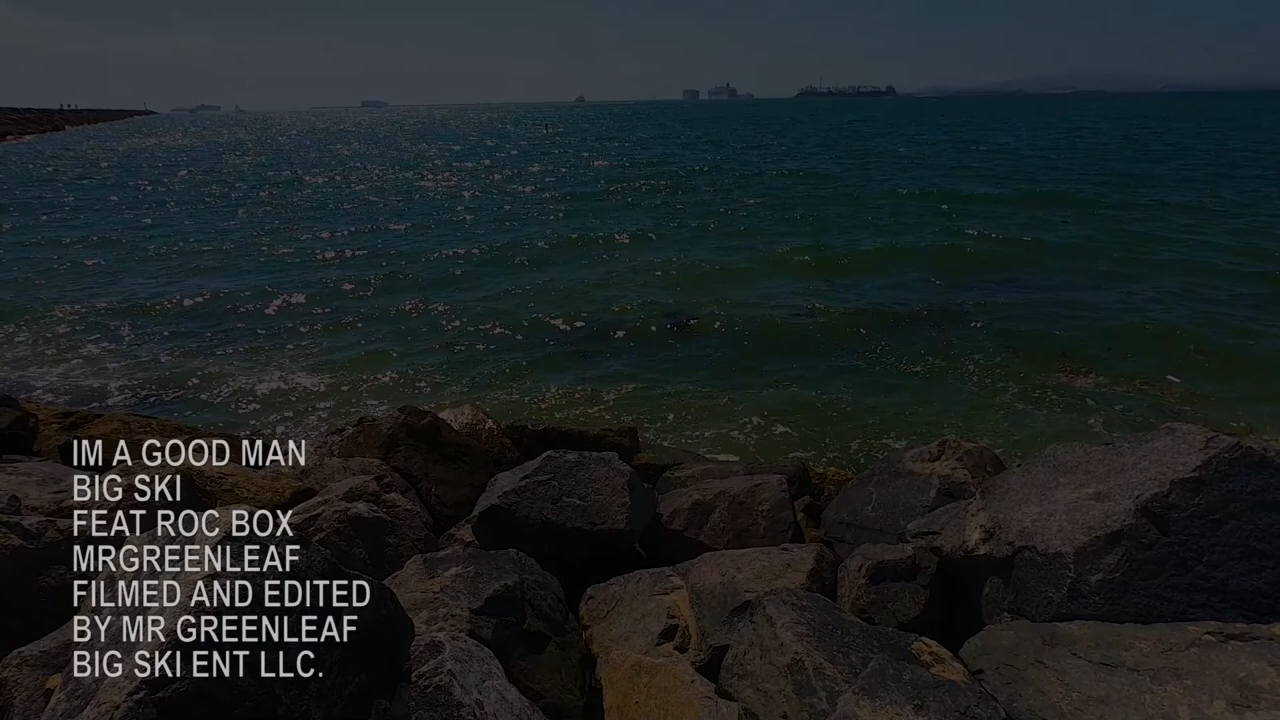 IM A GOOD MAN
BIG SKI
FEAT ROC BOX
MRGREENLEAF
FILMED AND EDITED
BY MR GREENLEAF
BIG SKI ENT LLC.